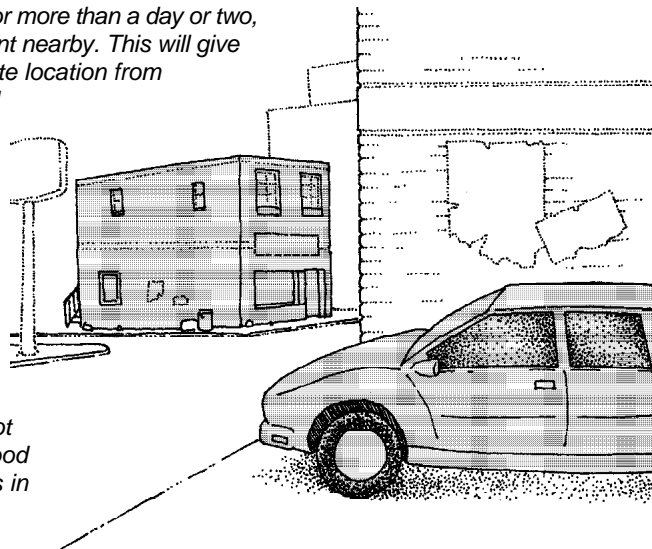 or more than a day or two,
nt nearby. This will give
te location from
ot
ood
s in